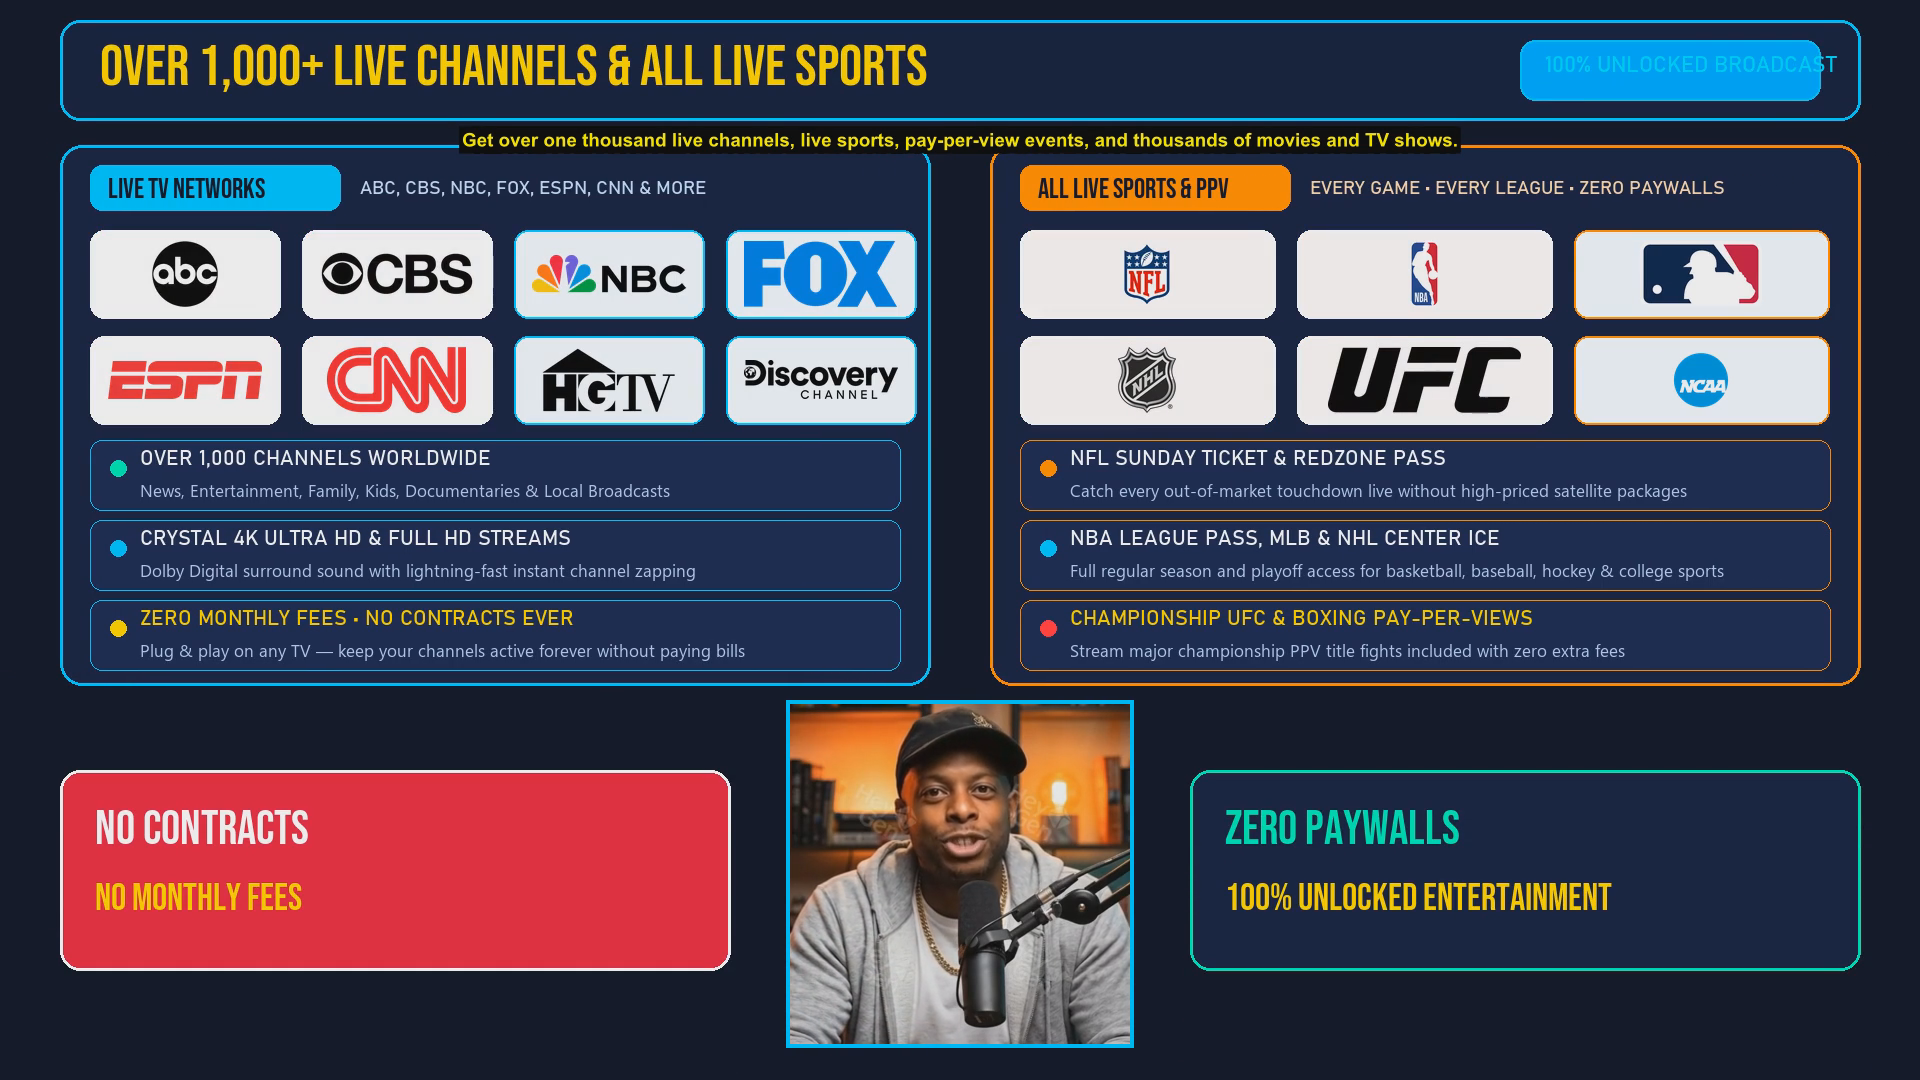 OVER 1,000+ LIVE CHANNELS & ALL LIVE SPORTS
100% UNLOCKED BROADCAST
Get over one thousand live channels, live sports, pay-per-view events, and thousands of movies and TV shows.
LIVE TV NETWORKS
ABC, CBS, NBC, FOX, ESPN, CNN & MORE
abc
CBS
NBC
FOX
ESPN
CNN
HGTV
Discovery
CHANNEL
OVER 1,000 CHANNELS WORLDWIDE
News, Entertainment, Family, Kids, Documentaries & Local Broadcasts
CRYSTAL 4K ULTRA HD & FULL HD STREAMS
Dolby Digital surround sound with lightning-fast instant channel zapping
ZERO MONTHLY FEES • NO CONTRACTS EVER
Plug & play on any TV — keep your channels active forever without paying bills
ALL LIVE SPORTS & PPV
EVERY GAME • EVERY LEAGUE • ZERO PAYWALLS
NFL
NBA
NHL
UFC
NCAA
NFL SUNDAY TICKET & REDZONE PASS
Catch every out-of-market touchdown live without high-priced satellite packages
NBA LEAGUE PASS, MLB & NHL CENTER ICE
Full regular season and playoff access for basketball, baseball, hockey & college sports
CHAMPIONSHIP UFC & BOXING PAY-PER-VIEWS
Stream major championship PPV title fights included with zero extra fees
NO CONTRACTS
NO MONTHLY FEES
ZERO PAYWALLS
100% UNLOCKED ENTERTAINMENT